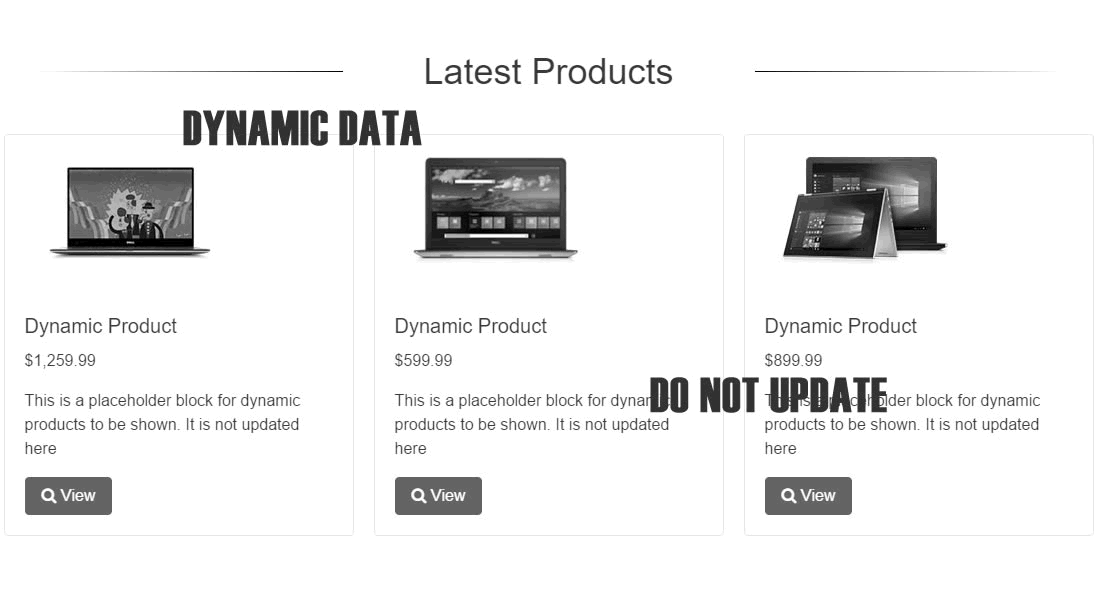 Latest Products
DYNAMIC DATA
Dynamic Product
$1,259.99
This is a placeholder block for dynamic
products to be shown. It is not updated
here
View
Dynamic Product
$599.99
This is a placeholder block for dynamic
products to be shown. It is not updated
here
View
DO NOT UPDATE
Dynamic Product
$899.99
This is a placeholder block for dynamic
products to be shown. It is not updated
here
View